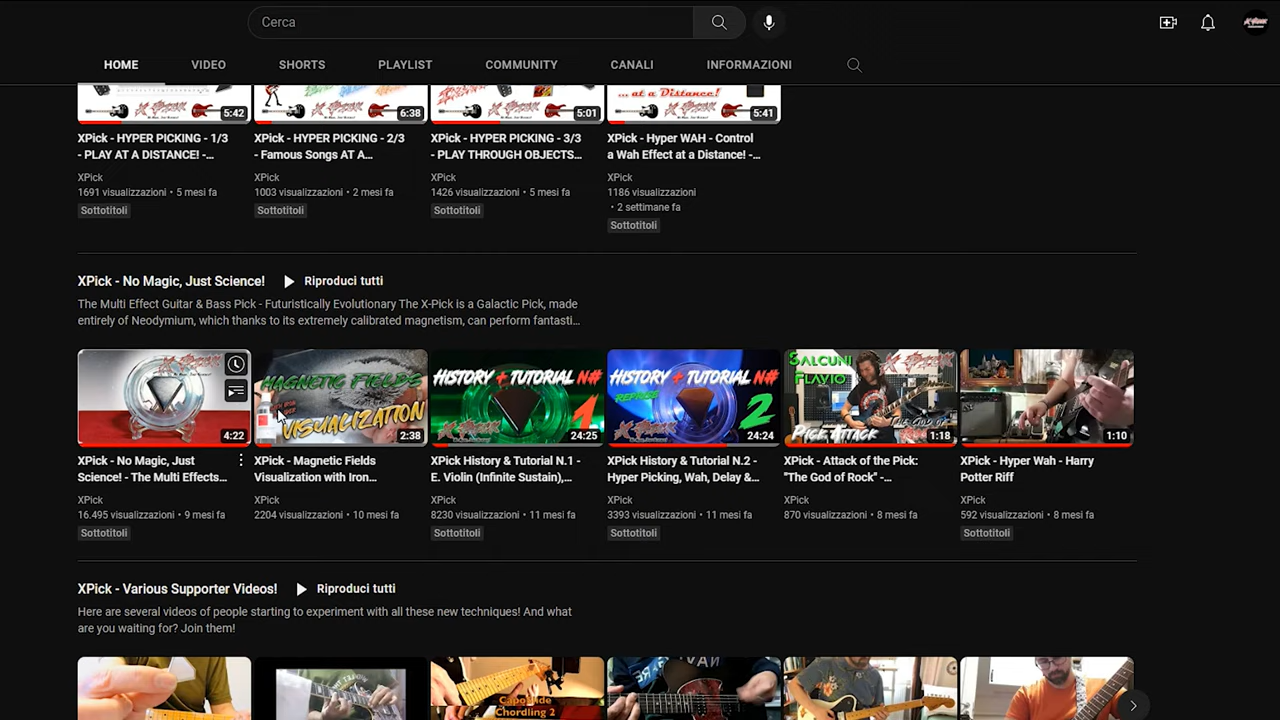 Cerca
HOME
VIDEO
SHORTS
PLAYLIST
COMMUNITY
CANALI
INFORMAZIONI
... at a Distance!
5:42
6:38
5:01
5:41
XPick - HYPER PICKING - 1/3
- PLAY AT A DISTANCE! -...
XPick
1691 visualizzazioni • 5 mesi fa
Sottotitoli
XPick - HYPER PICKING - 2/3
- Famous Songs AT A...
XPick
1003 visualizzazioni • 2 mesi fa
Sottotitoli
XPick - HYPER PICKING - 3/3
- PLAY THROUGH OBJECTS...
XPick
1426 visualizzazioni • 5 mesi fa
Sottotitoli
XPick - Hyper WAH - Control
a Wah Effect at a Distance! -...
XPick
1186 visualizzazioni
• 2 settimane fa
Sottotitoli
XPick - No Magic, Just Science!
Riproduci tutti
The Multi Effect Guitar & Bass Pick - Futuristically Evolutionary The X-Pick is a Galactic Pick, made
entirely of Neodymium, which thanks to its extremely calibrated magnetism, can perform fantasti...
4:22
XPick - No Magic, Just
Science! - The Multi Effects...
XPick
16.495 visualizzazioni • 9 mesi fa
Sottotitoli
MAGNETIC FIELDS
VISUALIZATION
2:38
XPick - Magnetic Fields
Visualization with Iron...
XPick
2204 visualizzazioni • 10 mesi fa
HISTORY + TUTORIAL N#
1
24:25
XPick History & Tutorial N.1 -
E. Violin (Infinite Sustain),...
XPick
8230 visualizzazioni • 11 mesi fa
Sottotitoli
HISTORY + TUTORIAL N#
REPRISE
2
24:24
XPick History & Tutorial N.2 -
Hyper Picking, Wah, Delay &...
XPick
3393 visualizzazioni • 11 mesi fa
Sottotitoli
SALCUNI
FLAVIO
1:18
XPick - Attack of the Pick:
"The God of Rock" -...
XPick
870 visualizzazioni • 8 mesi fa
1:10
XPick - Hyper Wah - Harry
Potter Riff
XPick
592 visualizzazioni • 8 mesi fa
Sottotitoli
XPick - Various Supporter Videos!
Riproduci tutti
Here are several videos of people starting to experiment with all these new techniques! And what
are you waiting for? Join them!
Chordling 2